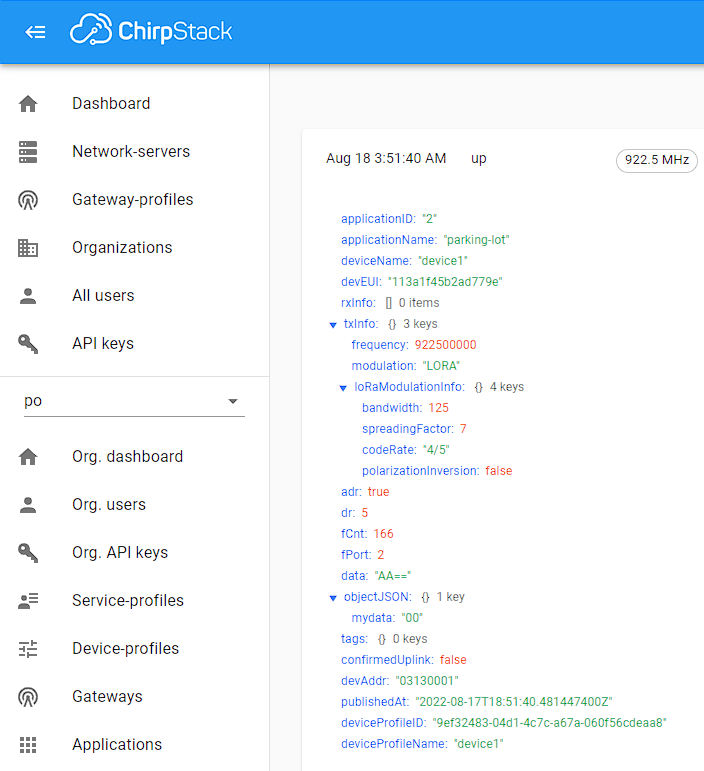 ChirpStack
Dashboard
Network-servers
Gateway-profiles
Organizations
All users
API keys
po
Org. dashboard
Org. users
Org. API keys
Service-profiles
Device-profiles
Gateways
Applications
Aug 18 3:51:40 AM up 922.5 MHz
applicationID: "2"
applicationName: "parking-lot"
deviceName: "device1"
devEUI: "113a1f45b2ad779e"
rxInfo: [] 0 items
txInfo: {} 3 keys
frequency: 922500000
modulation: "LORA"
loRaModulationInfo: {} 4 keys
bandwidth: 125
spreadingFactor: 7
codeRate: "4/5"
polarizationInversion: false
adr: true
dr: 5
fCnt: 166
fPort: 2
data: "AA=="
objectJSON: {} 1 key
mydata: "00"
tags: {} 0 keys
confirmedUplink: false
devAddr: "03130001"
publishedAt: "2022-08-17T18:51:40.481447400Z"
deviceProfileID: "9ef32483-04d1-4c7c-a67a-060f56cdeaa8"
deviceProfileName: "device1"